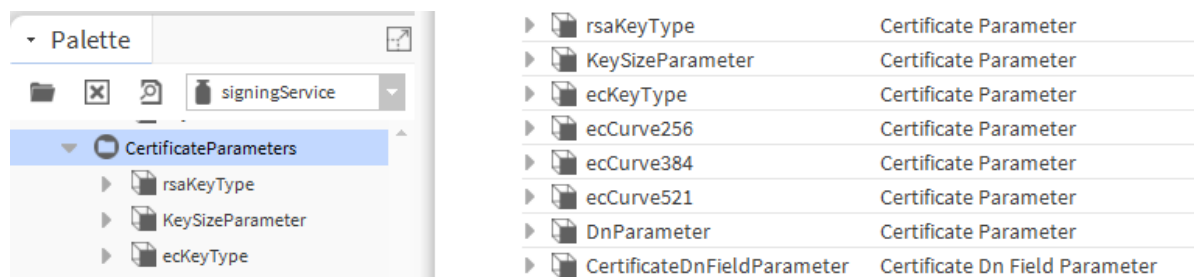 Palette
signingService
CertificateParameters
rsaKeyType
KeySizeParameter
ecKeyType
rsaKeyType Certificate Parameter
KeySizeParameter Certificate Parameter
ecKeyType Certificate Parameter
ecCurve256 Certificate Parameter
ecCurve384 Certificate Parameter
ecCurve521 Certificate Parameter
DnParameter Certificate Parameter
CertificateDnFieldParameter Certificate Dn Field Parameter